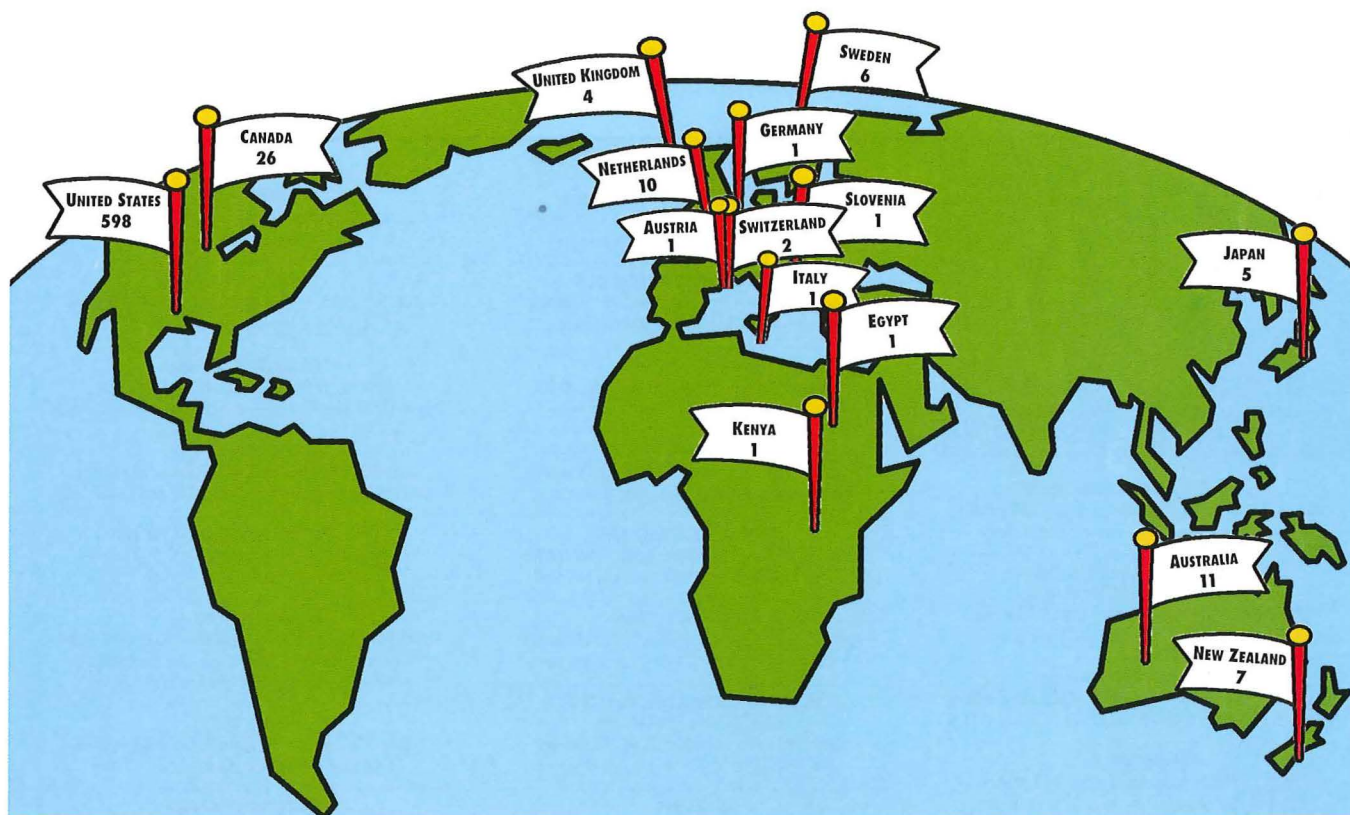 SWEDEN
6
UNITED KINGDOM
4
CANADA
26
GERMANY
1
NETHERLANDS
10
UNITED STATES
598
SLOVENIA
1
AUSTRIA
1
SWITZERLAND
2
JAPAN
5
ITALY
1
EGYPT
1
KENYA
1
AUSTRALIA
11
NEW ZEALAND
7